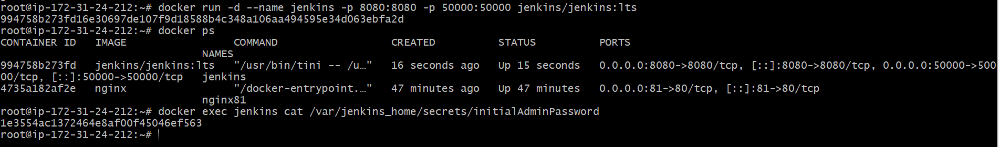 root@ip-172-31-24-212:~# docker run -d --name jenkins -p 8080:8080 -p 50000:50000 jenkins/jenkins:lts
994758b273fd16e30697de107f9d18588b4c348a106aa494595e34d063ebfa2d
root@ip-172-31-24-212:~# docker ps
CONTAINER ID   IMAGE                 COMMAND                  CREATED          STATUS          PORTS
                                NAMES
994758b273fd   jenkins/jenkins:lts   "/usr/bin/tini -- /u…"   16 seconds ago   Up 15 seconds   0.0.0.0:8080->8080/tcp, [::]:8080->8080/tcp, 0.0.0.0:50000->500
00/tcp, [::]:50000->50000/tcp   jenkins
4735a182af2e   nginx                 "/docker-entrypoint.…"   47 minutes ago   Up 47 minutes   0.0.0.0:81->80/tcp, [::]:81->80/tcp
                                nginx81
root@ip-172-31-24-212:~# docker exec jenkins cat /var/jenkins_home/secrets/initialAdminPassword
1e3554ac1372464e8af00f45046ef563
root@ip-172-31-24-212:~#